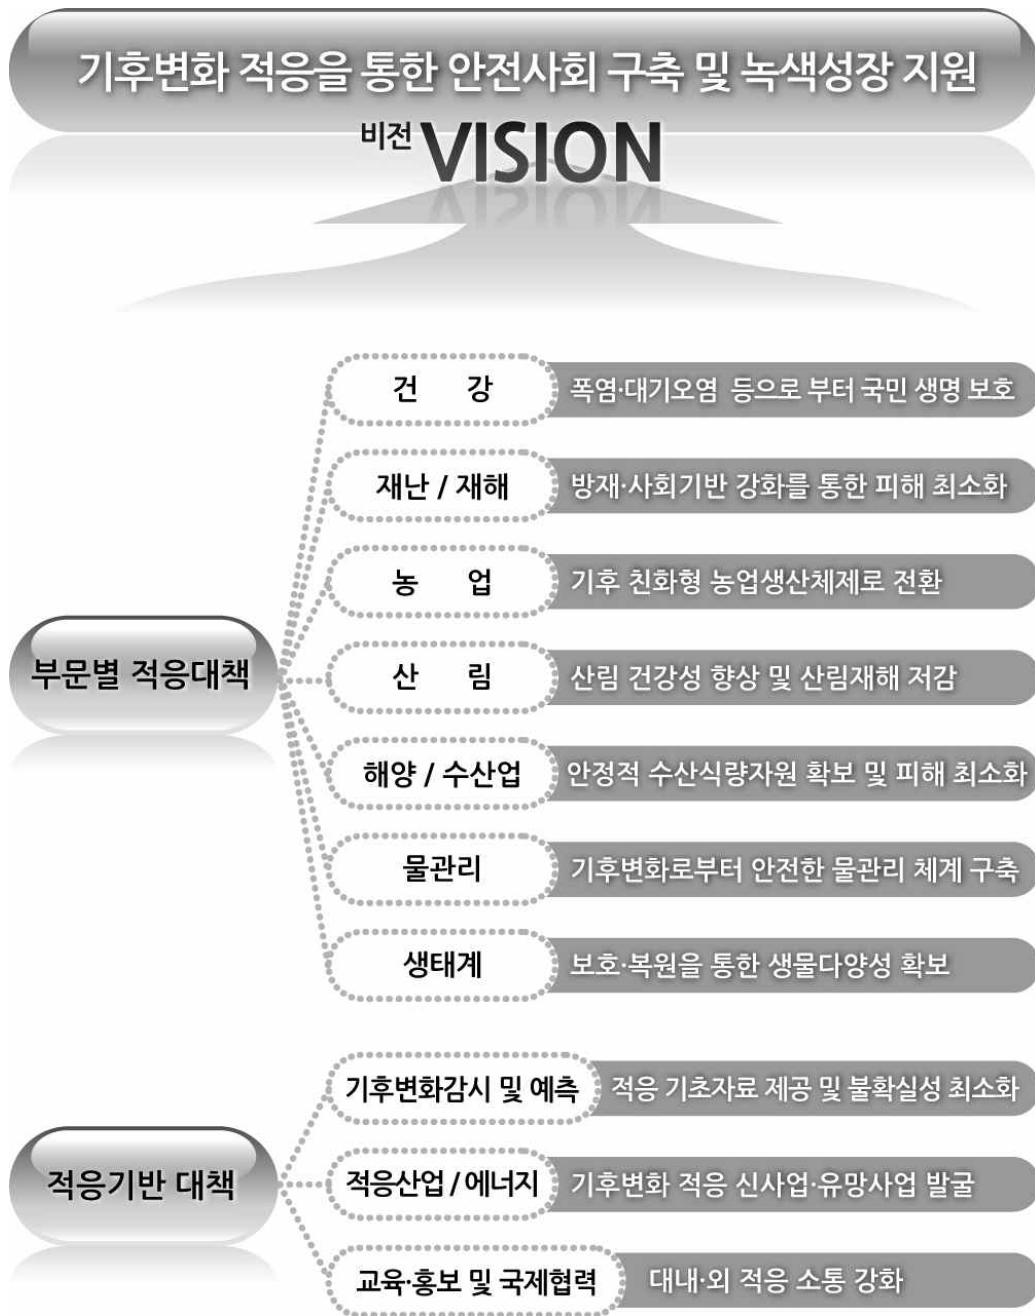 기후변화 적응을 통한 안전사회 구축 및 녹색성장 지원
비전 VISION
부문별 적응대책
건 강 폭염·대기오염 등으로 부터 국민 생명 보호
재난 / 재해 방재·사회기반 강화를 통한 피해 최소화
농 업 기후 친화형 농업생산체제로 전환
산 림 산림 건강성 향상 및 산림재해 저감
해양 / 수산업 안정적 수산식량자원 확보 및 피해 최소화
물관리 기후변화로부터 안전한 물관리 체계 구축
생태계 보호·복원을 통한 생물다양성 확보
적응기반 대책
기후변화감시 및 예측 적응 기초자료 제공 및 불확실성 최소화
적응산업 / 에너지 기후변화 적응 신사업·유망사업 발굴
교육·홍보 및 국제협력 대내·외 적응 소통 강화